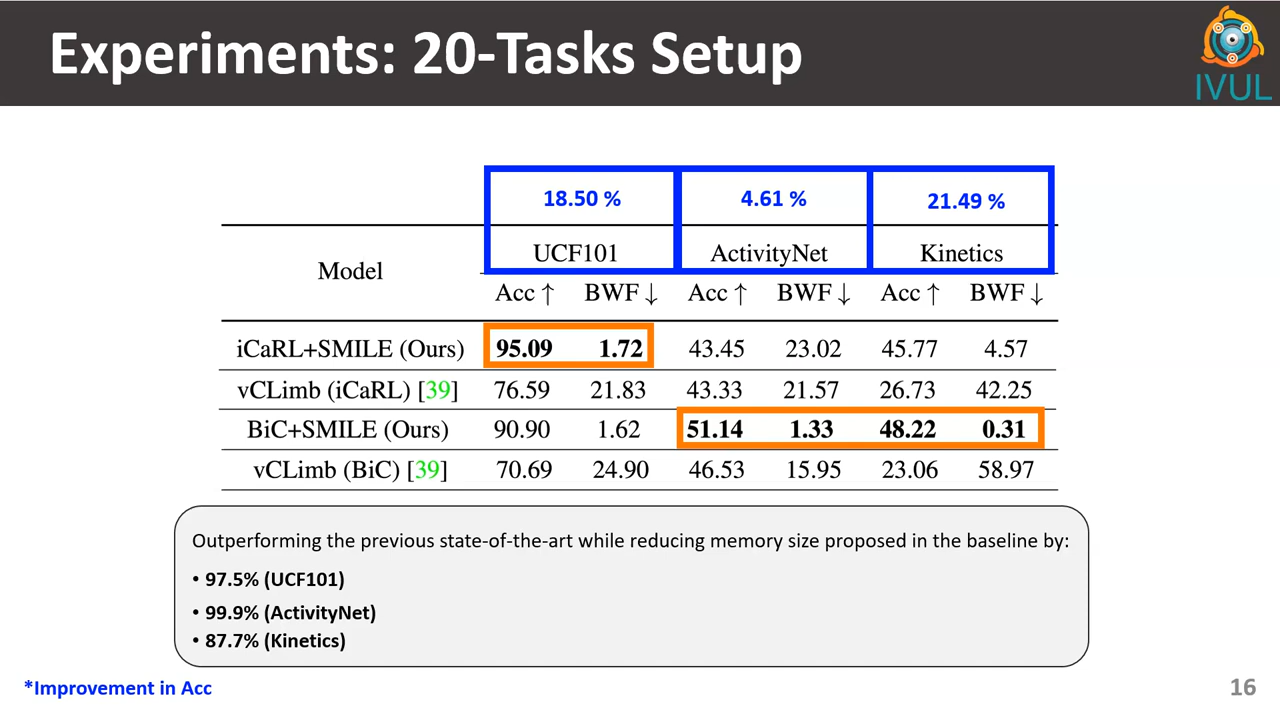 Experiments: 20-Tasks Setup
IVUL
18.50 % 4.61 % 21.49 %
Model UCF101 ActivityNet Kinetics
Acc ↑ BWF ↓ Acc ↑ BWF ↓ Acc ↑ BWF ↓
iCaRL+SMILE (Ours) 95.09 1.72 43.45 23.02 45.77 4.57
vCLimb (iCaRL) [39] 76.59 21.83 43.33 21.57 26.73 42.25
BiC+SMILE (Ours) 90.90 1.62 51.14 1.33 48.22 0.31
vCLimb (BiC) [39] 70.69 24.90 46.53 15.95 23.06 58.97
Outperforming the previous state-of-the-art while reducing memory size proposed in the baseline by:
• 97.5% (UCF101)
• 99.9% (ActivityNet)
• 87.7% (Kinetics)
*Improvement in Acc
16